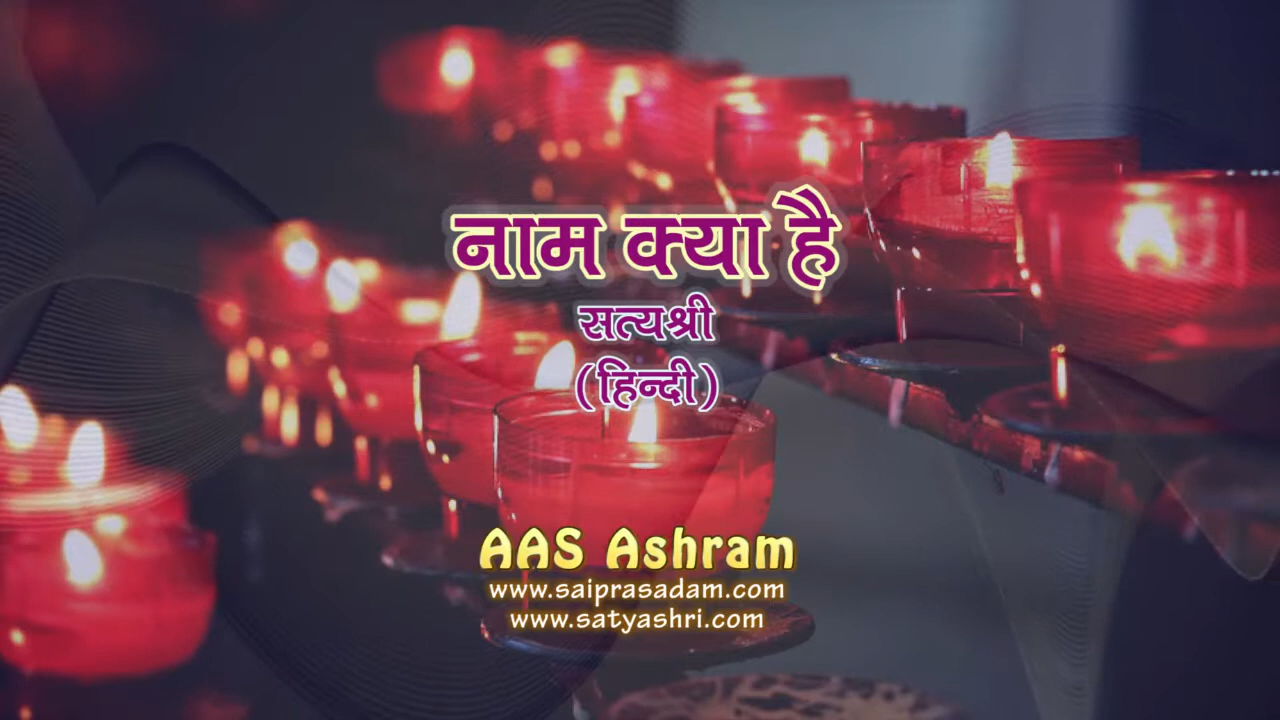 नाम क्या है
सत्यश्री
(हिन्दी)
AAS Ashram
www.saiprasadam.com
www.satyashri.com